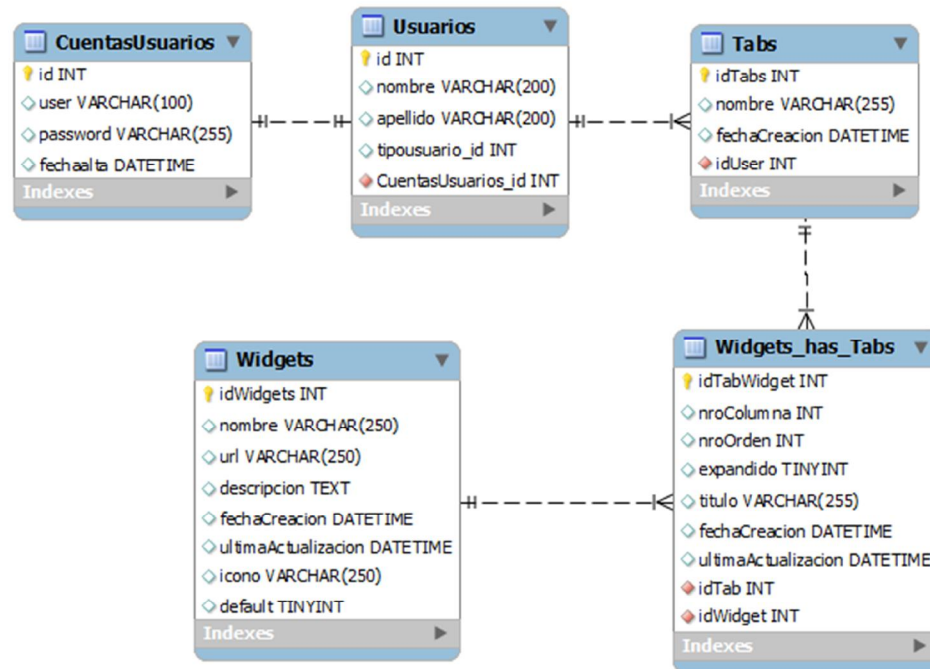 CuentasUsuarios
id INT
user VARCHAR(100)
password VARCHAR(255)
fechaalta DATETIME
Indexes
Usuarios
id INT
nombre VARCHAR(200)
apellido VARCHAR(200)
tipousuario_id INT
CuentasUsuarios_id INT
Indexes
Tabs
idTabs INT
nombre VARCHAR(255)
fechaCreacion DATETIME
idUser INT
Indexes
Widgets
idWidgets INT
nombre VARCHAR(250)
url VARCHAR(250)
descripcion TEXT
fechaCreacion DATETIME
ultimaActualizacion DATETIME
icono VARCHAR(250)
default TINYINT
Indexes
Widgets_has_Tabs
idTabWidget INT
nroColumna INT
nroOrden INT
expandido TINYINT
titulo VARCHAR(255)
fechaCreacion DATETIME
ultimaActualizacion DATETIME
idTab INT
idWidget INT
Indexes